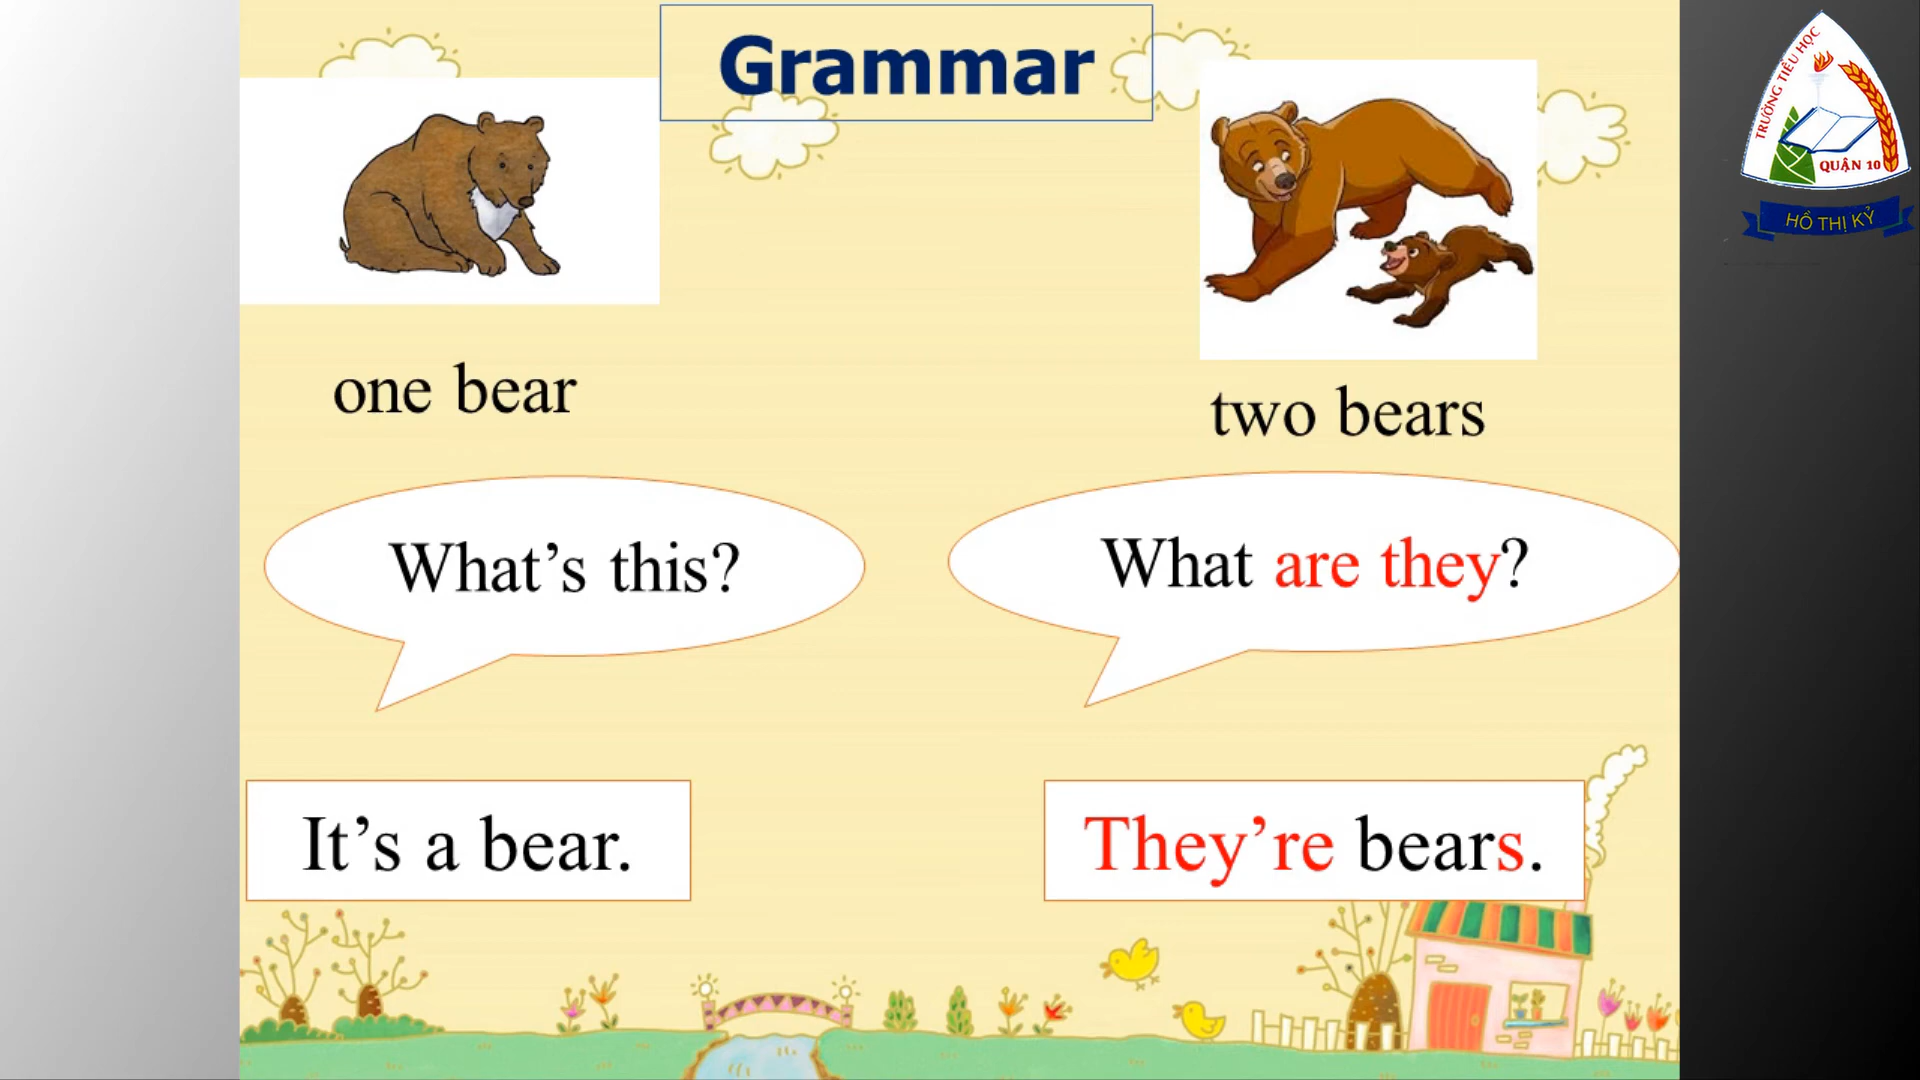 Grammar
one bear
two bears
What's this?
What are they?
It's a bear.
They're bears.
TRƯỜNG TIỂU HỌC
QUẬN 10
HỒ THỊ KỶ